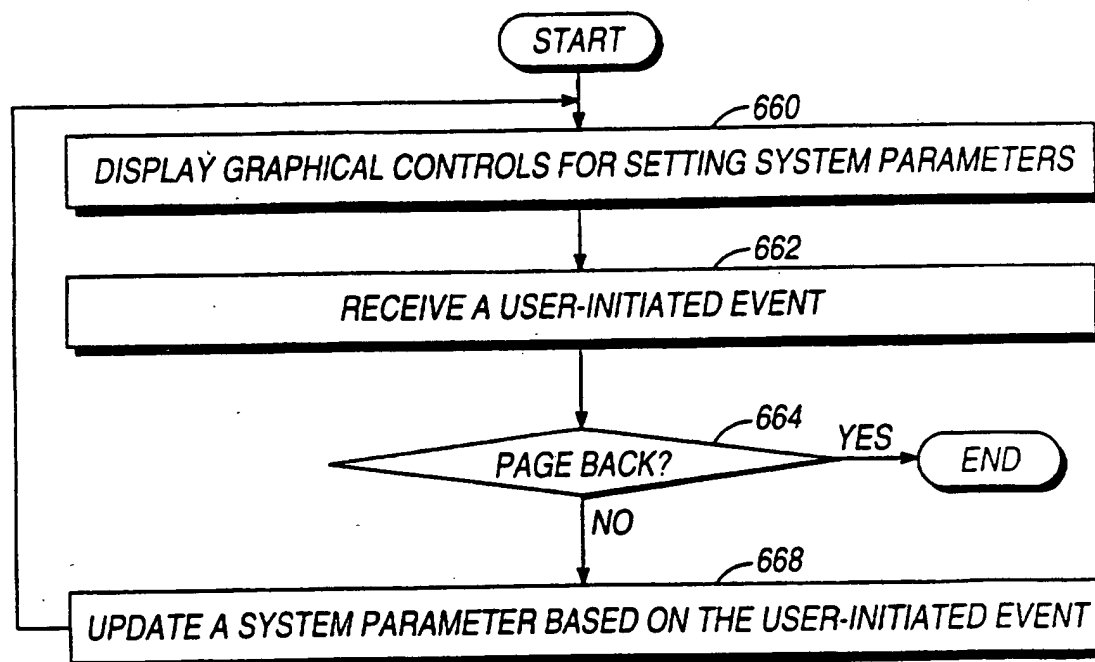 START
660
DISPLAY GRAPHICAL CONTROLS FOR SETTING SYSTEM PARAMETERS
662
RECEIVE A USER-INITIATED EVENT
664
PAGE BACK?
YES
END
NO
668
UPDATE A SYSTEM PARAMETER BASED ON THE USER-INITIATED EVENT